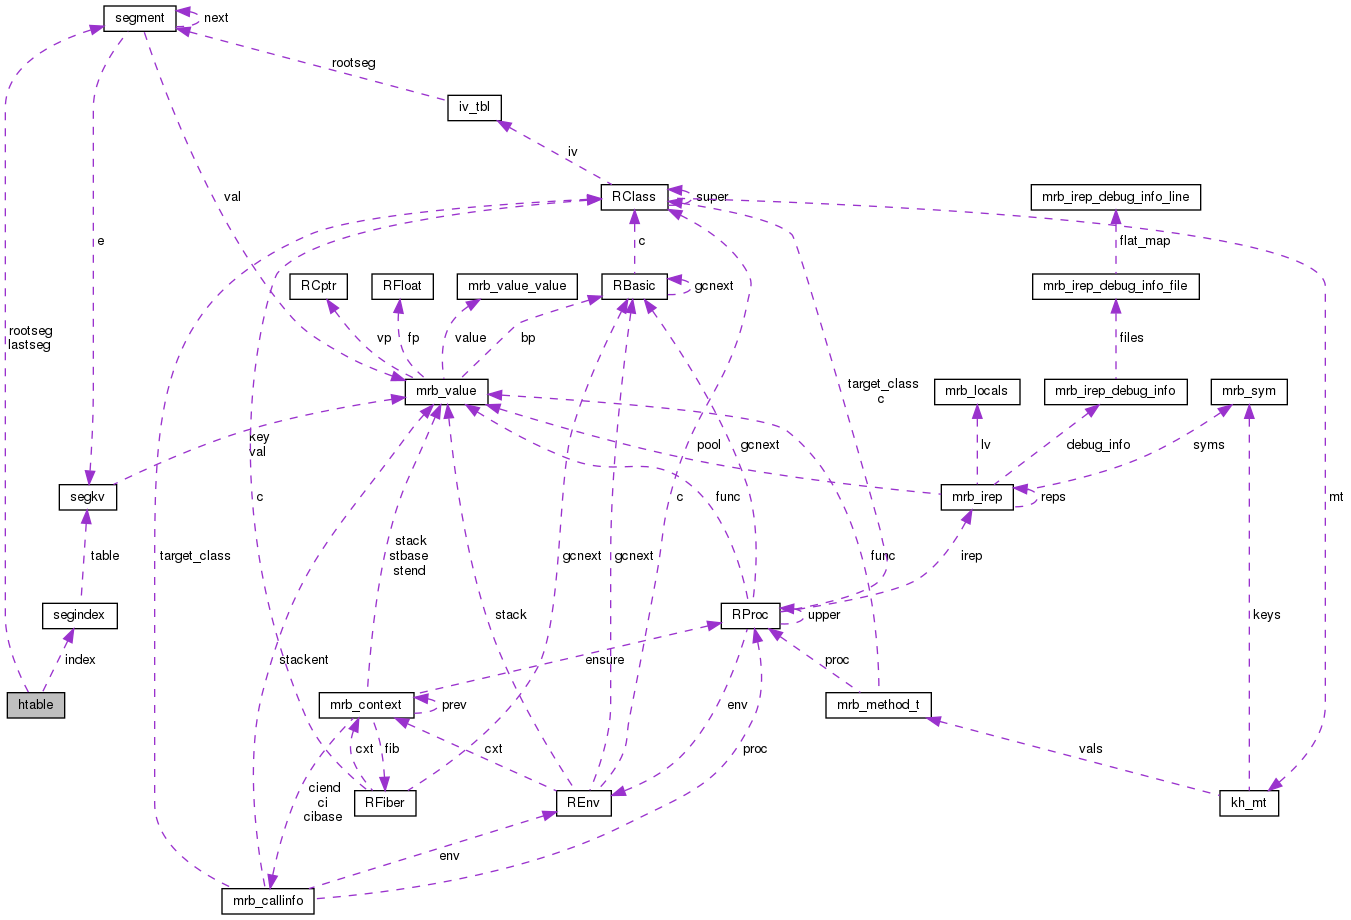 segment
next
rootseg
iv_tbl
iv
val
RClass
super
mrb_irep_debug_info_line
e
c
flat_map
RCptr
RFloat
mrb_value_value
RBasic
gcnext
mrb_irep_debug_info_file
rootseg
lastseg
vp
fp
value
bp
files
target_class
c
mrb_value
mrb_locals
mrb_irep_debug_info
mrb_sym
key
val
pool
gcnext
lv
debug_info
syms
segkv
c
func
c
mrb_irep
reps
mt
table
target_class
stack
stbase
stend
gcnext
gcnext
func
irep
segindex
stack
RProc
upper
keys
index
stackent
ensure
proc
htable
mrb_context
prev
env
mrb_method_t
cxt
fib
cxt
proc
vals
ciend
ci
cibase
RFiber
REnv
kh_mt
env
mrb_callinfo